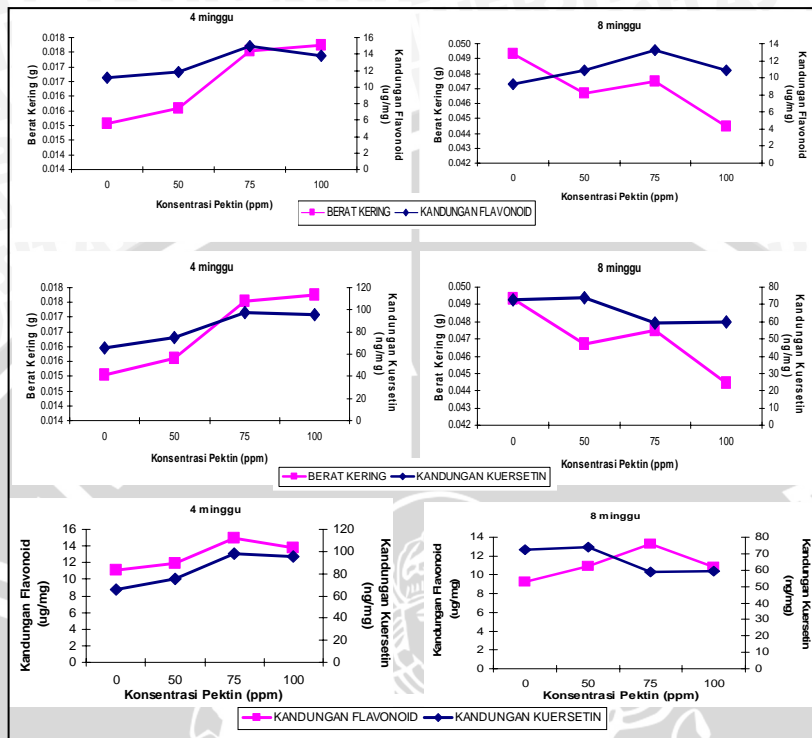 4 minggu
Berat Kering (g)
0.018
0.018
0.017
0.017
0.016
0.016
0.015
0.015
0.014
16
14
12
10
8
6
4
2
0
Kandungan Flavonoid
(ug/mg)
0 50 75 100
Konsentrasi Pektin (ppm)
8 minggu
Berat Kering (g)
0.050
0.049
0.048
0.047
0.046
0.045
0.044
0.043
0.042
14
12
10
8
6
4
2
0
Kandungan Flavonoid
(ug/mg)
0 50 75 100
Konsentrasi Pektin (ppm)
BERAT KERING KANDUNGAN FLAVONOID
4 minggu
Berat Kering (g)
0.018
0.018
0.017
0.017
0.016
0.016
0.015
0.015
0.014
0.014
120
100
80
60
40
20
0
Kandungan Kuersetin
(ng/mg)
0 50 75 100
Konsentrasi Pektin (ppm)
8 minggu
Berat Kering (g)
0.050
0.049
0.048
0.047
0.046
0.045
0.044
0.043
0.042
80
70
60
50
40
30
20
10
0
Kandungan Kuersetin
(ng/mg)
0 50 75 100
Konsentrasi Pektin (ppm)
BERAT KERING KANDUNGAN KUERSETIN
4 minggu
Kandungan Flavonoid
(ug/mg)
16
14
12
10
8
6
4
2
0
120
100
80
60
40
20
0
Kandungan Kuersetin
(ng/mg)
0 50 75 100
Konsentrasi Pektin (ppm)
8 minggu
Kandungan Flavonoid
(ug/mg)
14
12
10
8
6
4
2
0
80
70
60
50
40
30
20
10
0
Kandungan Kuersetin
(ng/mg)
0 50 75 100
Konsentrasi Pektin (ppm)
KANDUNGAN FLAVONOID KANDUNGAN KUERSETIN